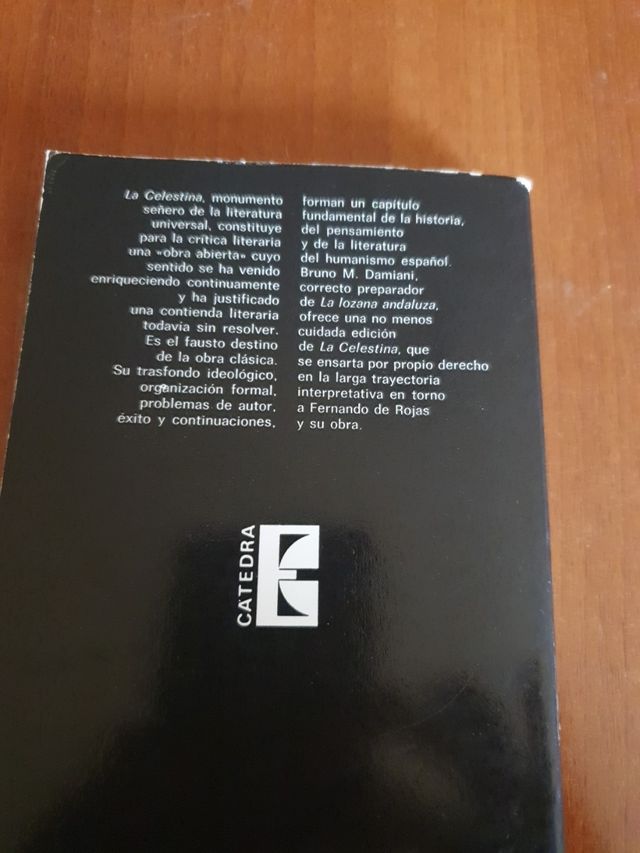 La Celestina, monumento
señero de la literatura
universal, constituye
para la crítica literaria
una «obra abierta» cuyo
sentido se ha venido
enriqueciendo continuamente
y ha justificado
una contienda literaria
todavía sin resolver.
Es el fausto destino
de la obra clásica.
Su trasfondo ideológico,
organización formal,
problemas de autor,
éxito y continuaciones,
forman un capítulo
fundamental de la historia,
del pensamiento
y de la literatura
del humanismo español.
Bruno M. Damiani,
correcto preparador
de La lozana andaluza,
ofrece una no menos
cuidada edición
de La Celestina, que
se ensarta por propio derecho
en la larga trayectoria
interpretativa en torno
a Fernando de Rojas
y su obra.
CATEDRA